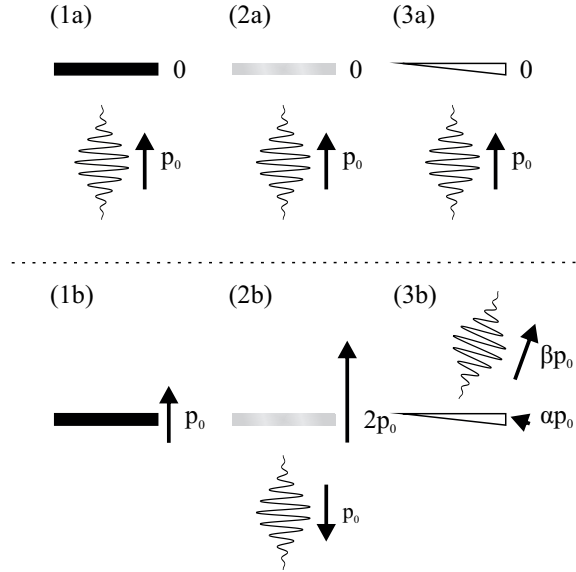 (1a) (2a) (3a)
0 0 0
p₀ p₀ p₀
(1b) (2b) (3b)
βp₀
p₀ 2p₀ αp₀
p₀